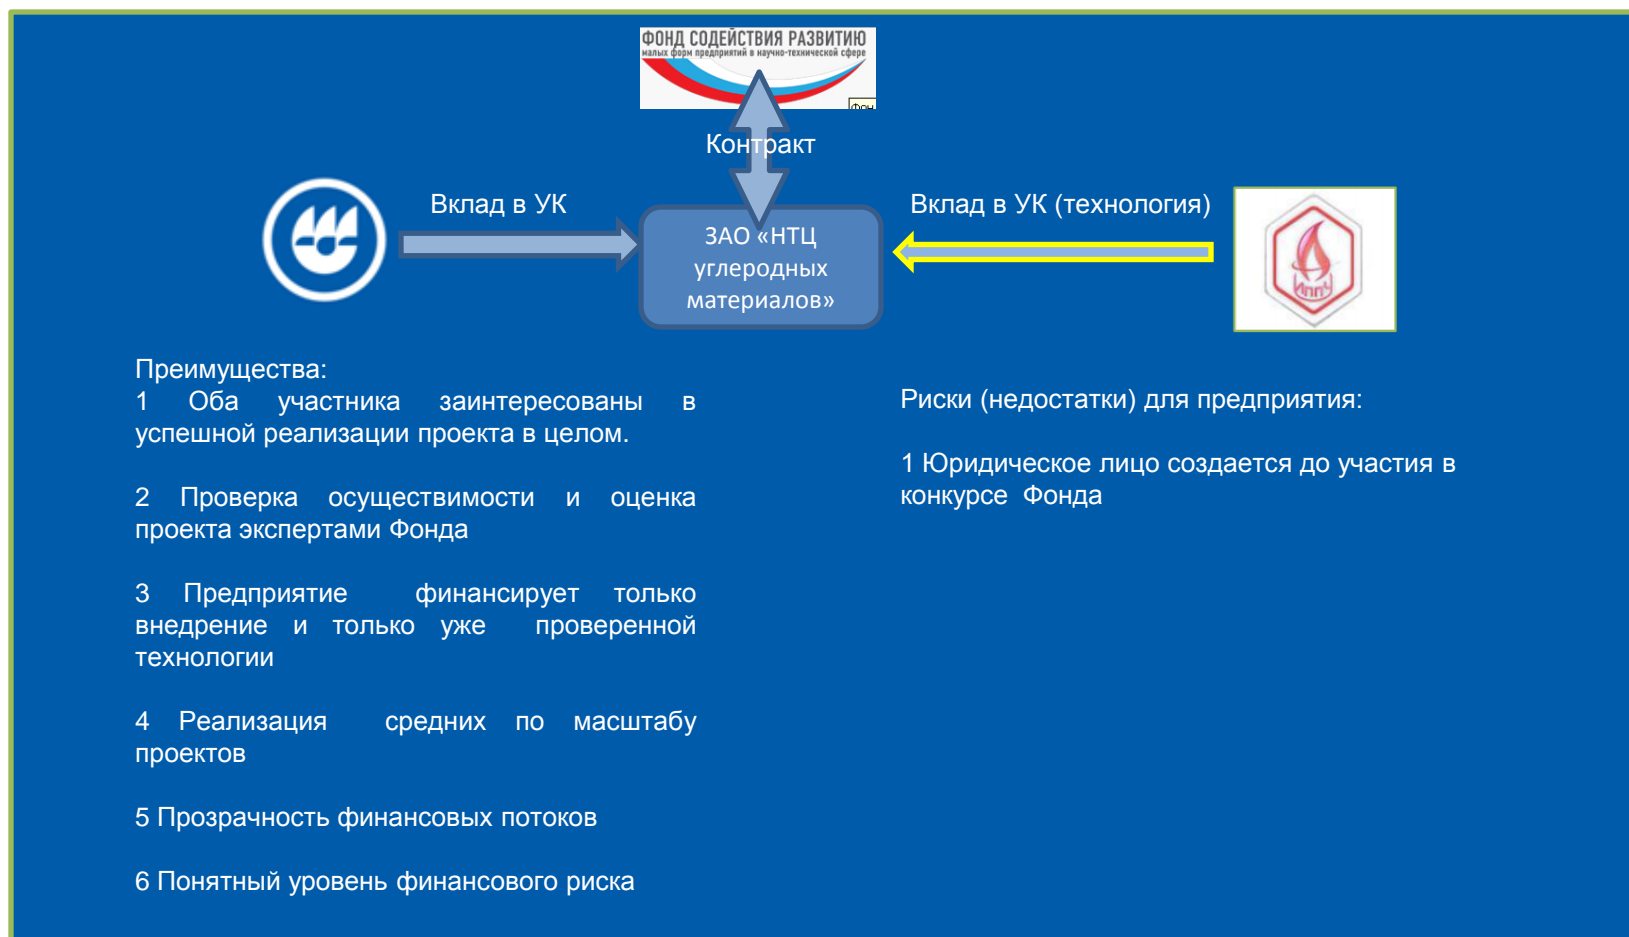 ФОНД СОДЕЙСТВИЯ РАЗВИТИЮ
малых форм предприятий в научно-технической сфере
Фон
Контракт
Вклад в УК
Вклад в УК (технология)
ЗАО «НТЦ
углеродных
материалов»
ИППУ
Преимущества:
1 Оба участника заинтересованы в
успешной реализации проекта в целом.
2 Проверка осуществимости и оценка
проекта экспертами Фонда
3 Предприятие финансирует только
внедрение и только уже проверенной
технологии
4 Реализация средних по масштабу
проектов
5 Прозрачность финансовых потоков
6 Понятный уровень финансового риска
Риски (недостатки) для предприятия:
1 Юридическое лицо создается до участия в
конкурсе Фонда